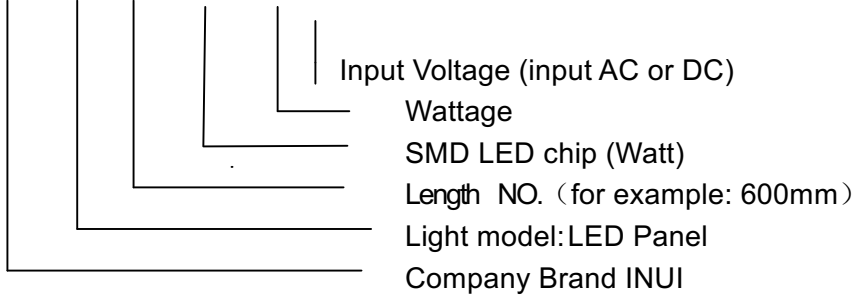 Input Voltage (input AC or DC)
Wattage
SMD LED chip (Watt)
Length NO.（for example: 600mm）
Light model:LED Panel
Company Brand INUI